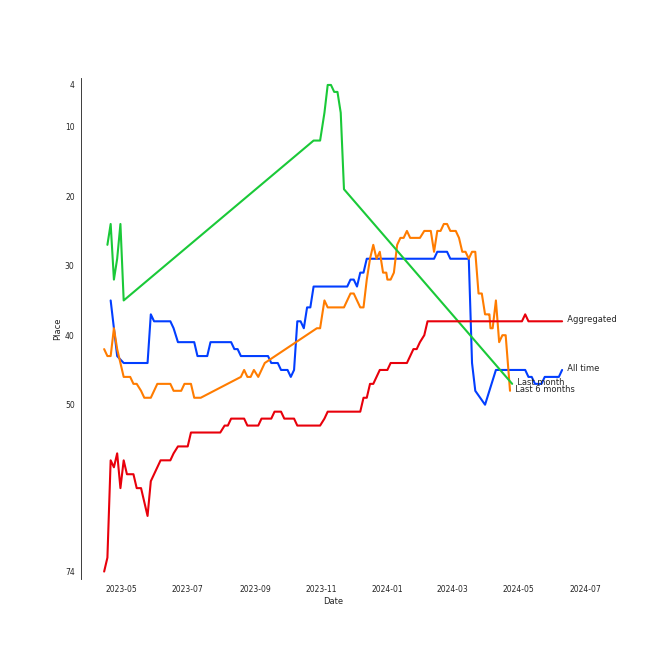 4
10
20
30
40
50
74
Place
2023-05
2023-07
2023-09
2023-11
2024-01
2024-03
2024-05
2024-07
Date
Aggregated
All time
Last month
Last 6 months